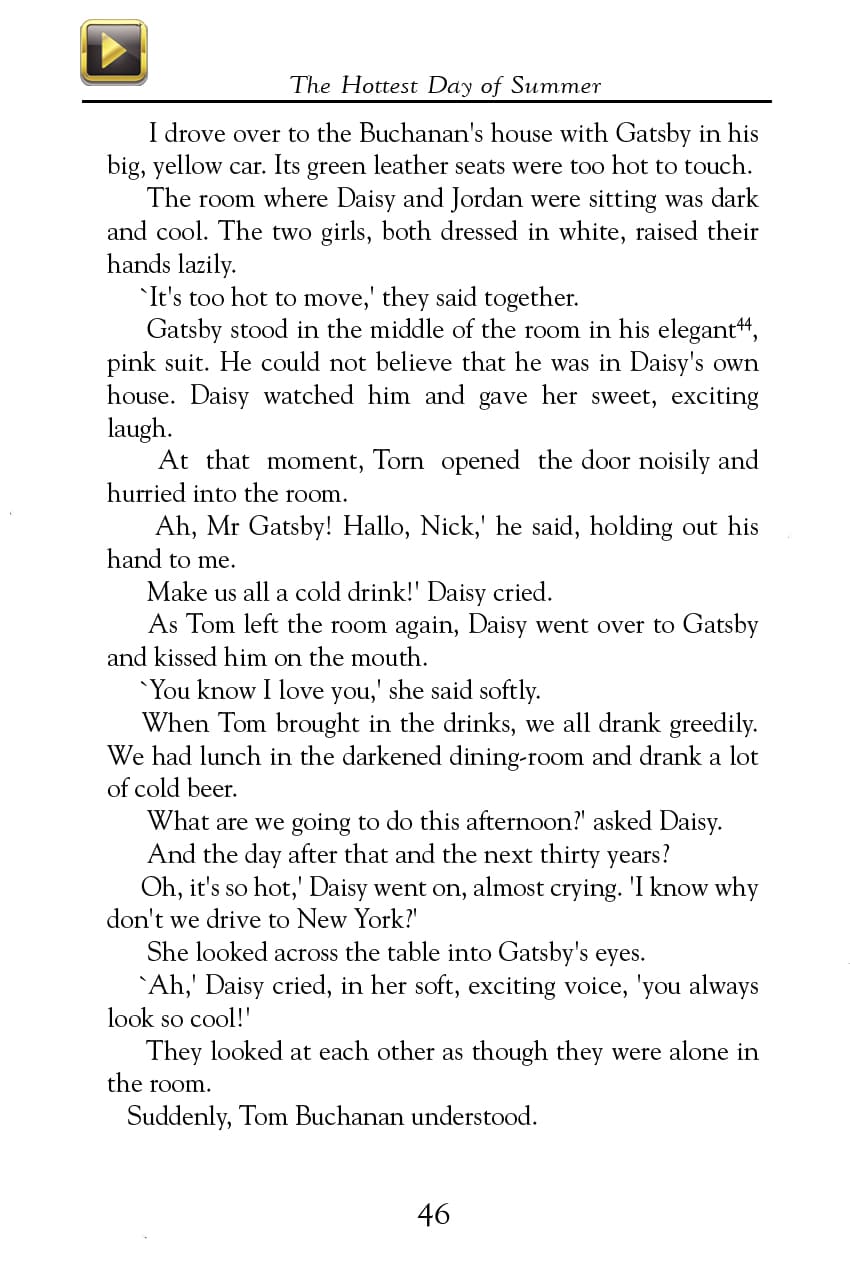 The Hottest Day of Summer
I drove over to the Buchanan's house with Gatsby in his
big, yellow car. Its green leather seats were too hot to touch.
The room where Daisy and Jordan were sitting was dark
and cool. The two girls, both dressed in white, raised their
hands lazily.
`It's too hot to move,' they said together.
Gatsby stood in the middle of the room in his elegant⁴⁴,
pink suit. He could not believe that he was in Daisy's own
house. Daisy watched him and gave her sweet, exciting
laugh.
At that moment, Torn opened the door noisily and
hurried into the room.
Ah, Mr Gatsby! Hallo, Nick,' he said, holding out his
hand to me.
Make us all a cold drink!' Daisy cried.
As Tom left the room again, Daisy went over to Gatsby
and kissed him on the mouth.
`You know I love you,' she said softly.
When Tom brought in the drinks, we all drank greedily.
We had lunch in the darkened dining-room and drank a lot
of cold beer.
What are we going to do this afternoon?' asked Daisy.
And the day after that and the next thirty years?
Oh, it's so hot,' Daisy went on, almost crying. 'I know why
don't we drive to New York?'
She looked across the table into Gatsby's eyes.
`Ah,' Daisy cried, in her soft, exciting voice, 'you always
look so cool!'
They looked at each other as though they were alone in
the room.
Suddenly, Tom Buchanan understood.
46